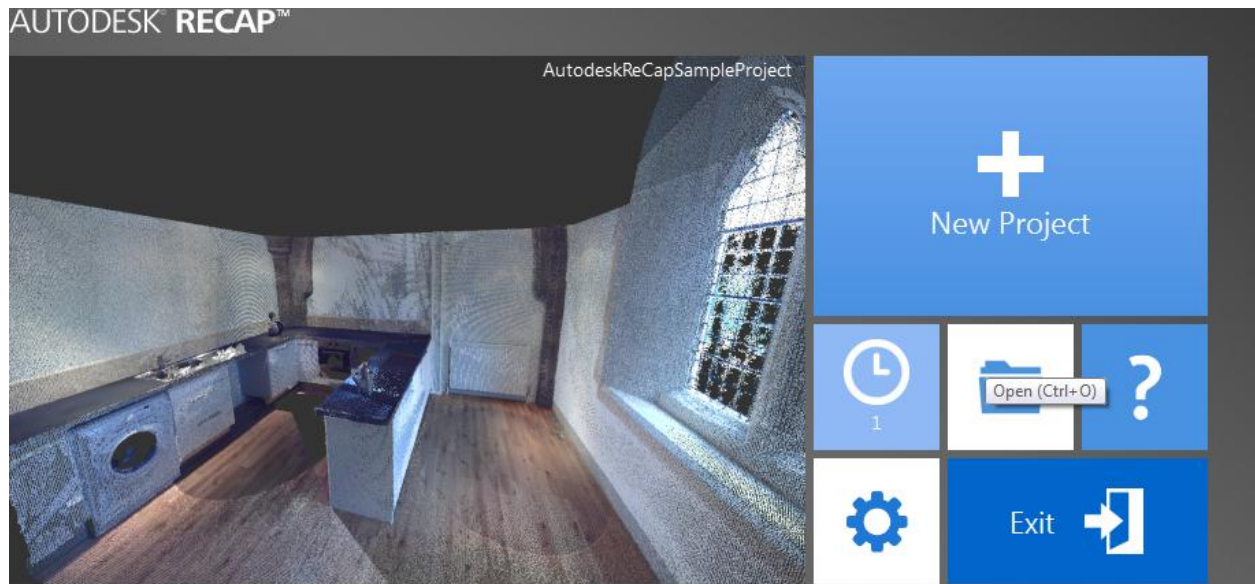 AUTODESK® RECAP™
AutodeskReCapSampleProject
New Project
1
Open (Ctrl+O)
?
Exit